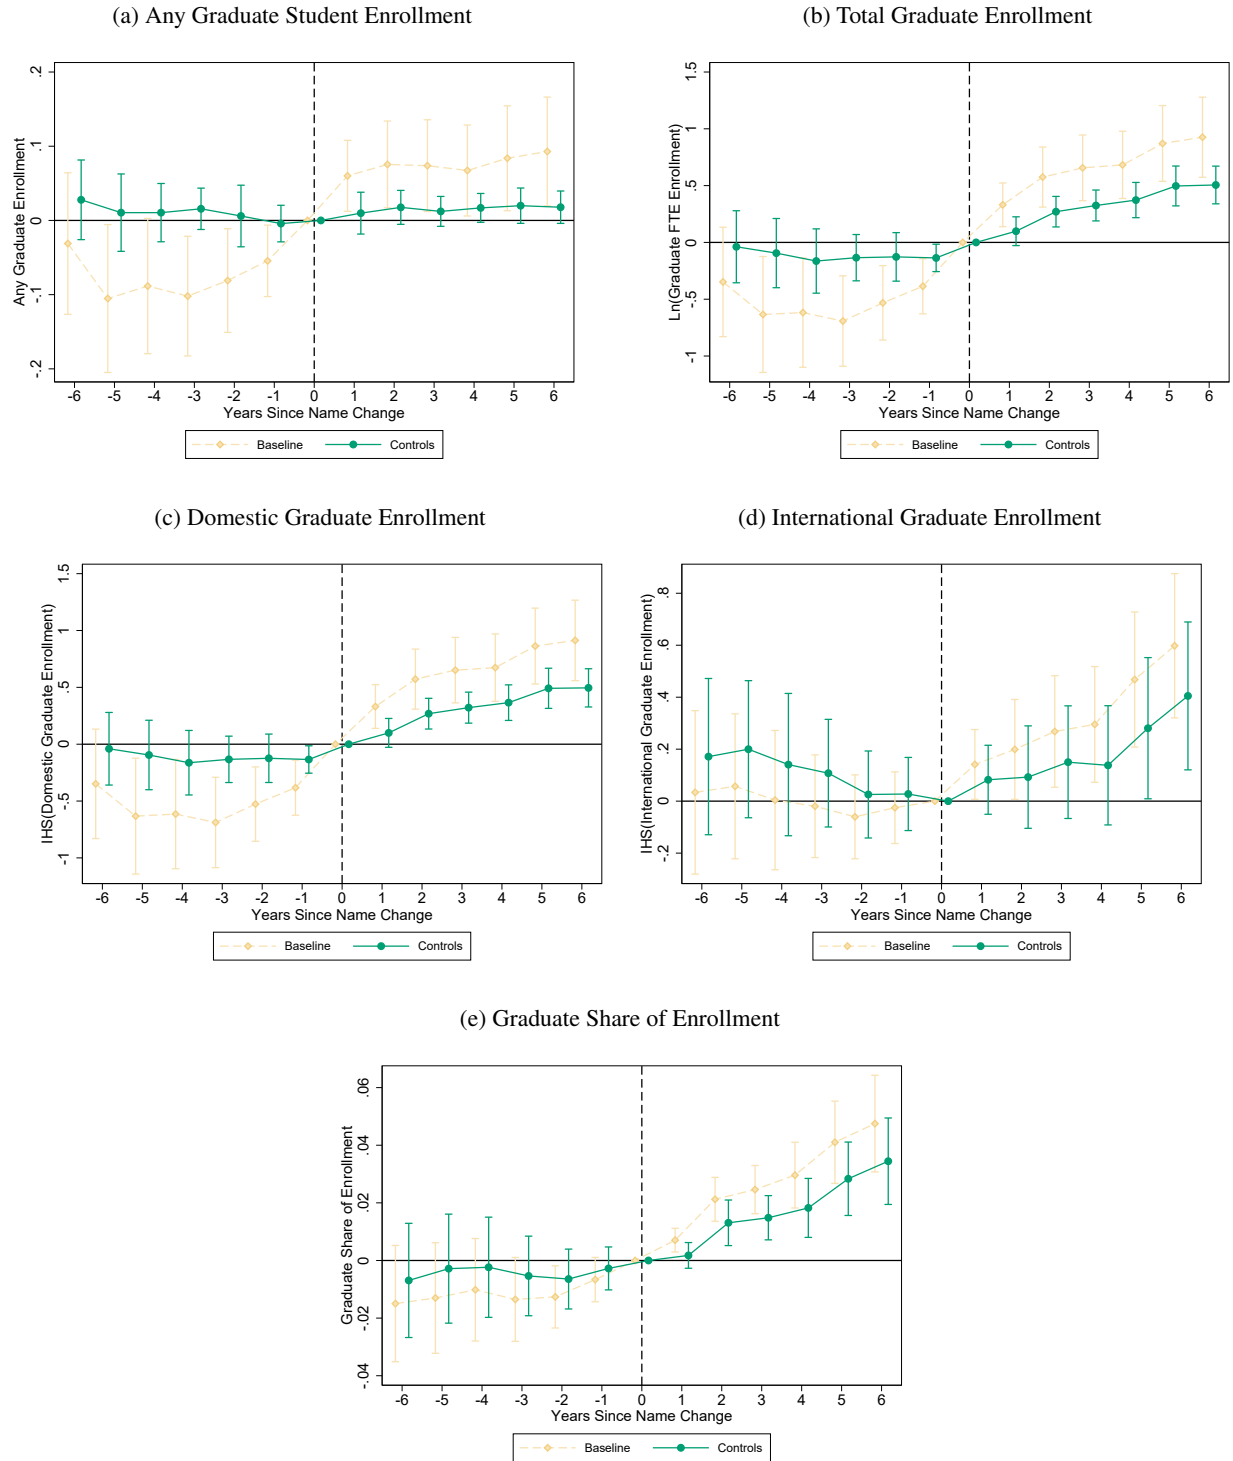 (a) Any Graduate Student Enrollment
Any Graduate Enrollment
.2
.1
0
-.1
-.2
-6 -5 -4 -3 -2 -1 0 1 2 3 4 5 6
Years Since Name Change
Baseline Controls
(b) Total Graduate Enrollment
Ln(Graduate FTE Enrollment)
1.5
1
.5
0
-.5
-1
-6 -5 -4 -3 -2 -1 0 1 2 3 4 5 6
Years Since Name Change
Baseline Controls
(c) Domestic Graduate Enrollment
IHS(Domestic Graduate Enrollment)
1.5
1
.5
0
-.5
-1
-6 -5 -4 -3 -2 -1 0 1 2 3 4 5 6
Years Since Name Change
Baseline Controls
(d) International Graduate Enrollment
IHS(International Graduate Enrollment)
.8
.6
.4
.2
0
-.2
-6 -5 -4 -3 -2 -1 0 1 2 3 4 5 6
Years Since Name Change
Baseline Controls
(e) Graduate Share of Enrollment
Graduate Share of Enrollment
.06
.04
.02
0
-.02
-.04
-6 -5 -4 -3 -2 -1 0 1 2 3 4 5 6
Years Since Name Change
Baseline Controls